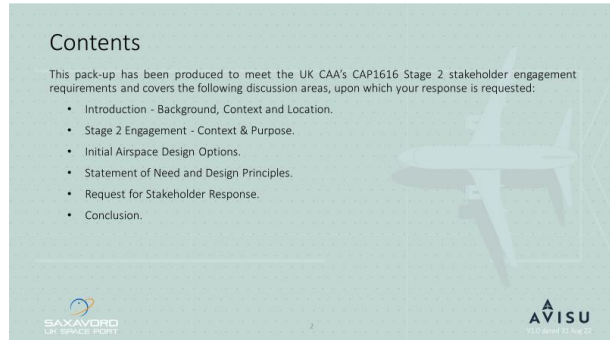 Contents
This pack-up has been produced to meet the UK CAA's CAP1616 Stage 2 stakeholder engagement
requirements and covers the following discussion areas, upon which your response is requested:
• Introduction - Background, Context and Location.
• Stage 2 Engagement - Context & Purpose.
• Initial Airspace Design Options.
• Statement of Need and Design Principles.
• Request for Stakeholder Response.
• Conclusion.
SAXAVORD
UK SPACE PORT
2
AVISU
V1.0 dated Aug